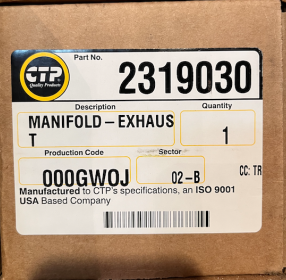 CTP
Quality Products
Part No.
2319030
Description
Quantity
MANIFOLD-EXHAUS
T
1
Production Code
Sector
000GWOJ
02-B
CC: TR
Manufactured to CTP's specifications, an ISO 9001
USA Based Company